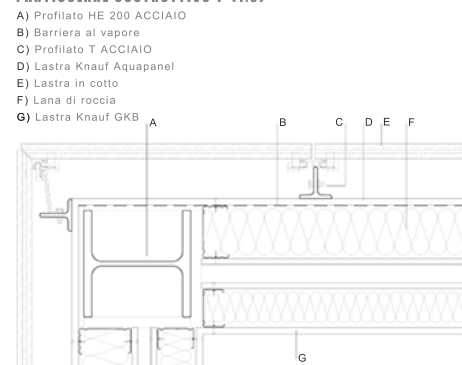 A) Profilato HE 200 ACCIAIO
B) Barriera al vapore
C) Profilato T ACCIAIO
D) Lastra Knauf Aquapanel
E) Lastra in cotto
F) Lana di roccia
G) Lastra Knauf GKB
A B C D E F
G